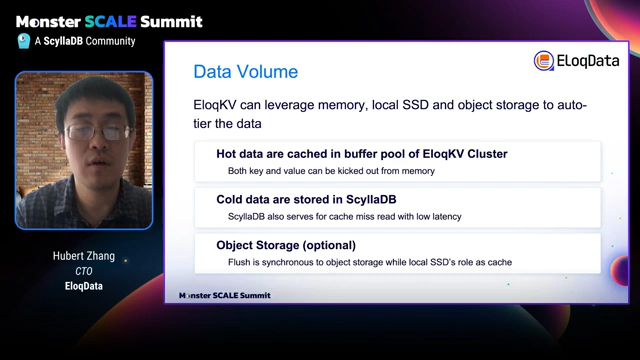 Monster SCALE Summit
A ScyllaDB Community
Hubert Zhang
CTO
EloqData
EloqData
Data Volume
EloqKV can leverage memory, local SSD and object storage to auto-
tier the data
Hot data are cached in buffer pool of EloqKV Cluster
Both key and value can be kicked out from memory
Cold data are stored in ScyllaDB
ScyllaDB also serves for cache miss read with low latency
Object Storage (optional)
Flush is synchronous to object storage while local SSD's role as cache
Monster SCALE Summit